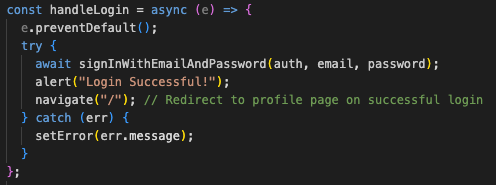 const handleLogin = async (e) => {
  e.preventDefault();
  try {
    await signInWithEmailAndPassword(auth, email, password);
    alert("Login Successful!");
    navigate("/"); // Redirect to profile page on successful login
  } catch (err) {
    setError(err.message);
  }
};